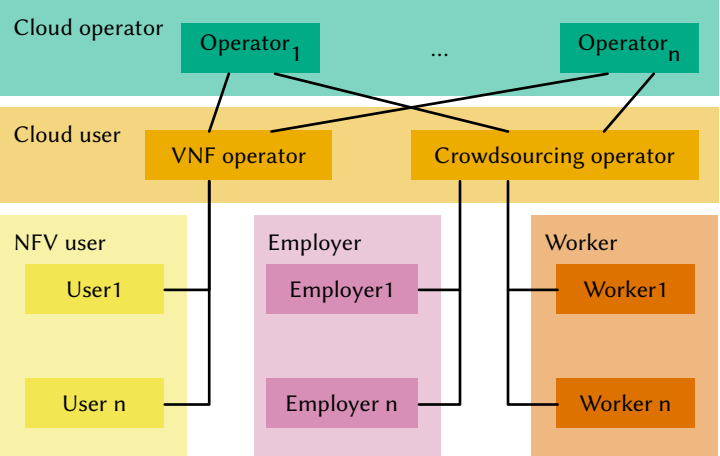 Cloud operator
Operator1 ... Operatorn
Cloud user
VNF operator Crowdsourcing operator
NFV user Employer Worker
User1 Employer1 Worker1
User n Employer n Worker n